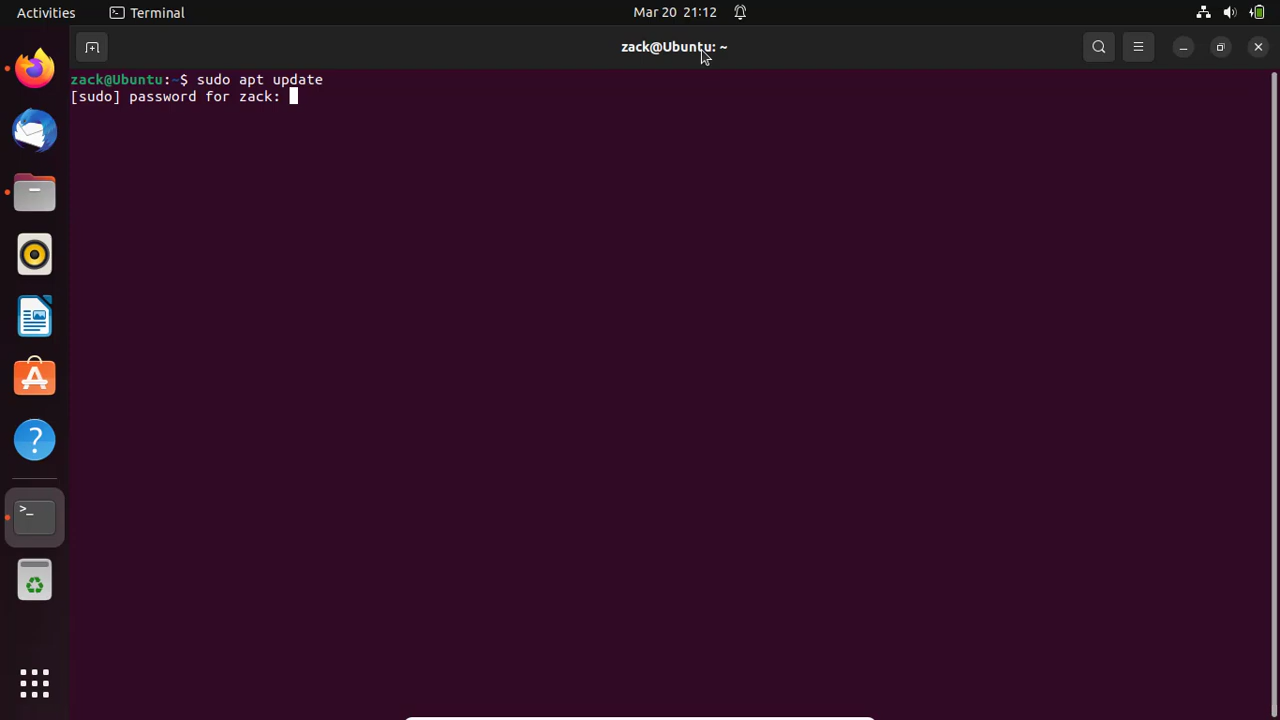 Activities Terminal Mar 20 21:12
zack@Ubuntu: ~
zack@Ubuntu:~$ sudo apt update
[sudo] password for zack: